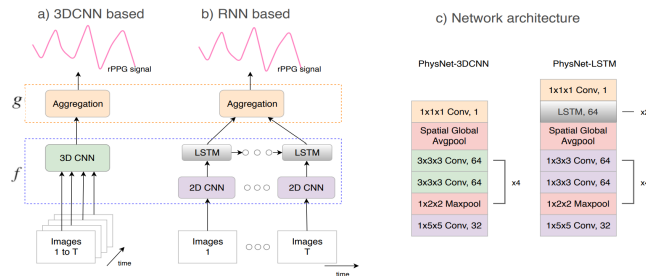 a) 3DCNN based
b) RNN based
c) Network architecture
rPPG signal
rPPG signal
g
Aggregation
Aggregation
f
3D CNN
LSTM
LSTM
2D CNN
2D CNN
Images
1 to T
time
Images
1
Images
T
time
PhysNet-3DCNN
1x1x1 Conv, 1
Spatial Global
Avgpool
3x3x3 Conv, 64
3x3x3 Conv, 64
1x2x2 Maxpool
1x5x5 Conv, 32
x4
PhysNet-LSTM
1x1x1 Conv, 1
LSTM, 64
Spatial Global
Avgpool
1x3x3 Conv, 64
1x3x3 Conv, 64
1x2x2 Maxpool
1x5x5 Conv, 32